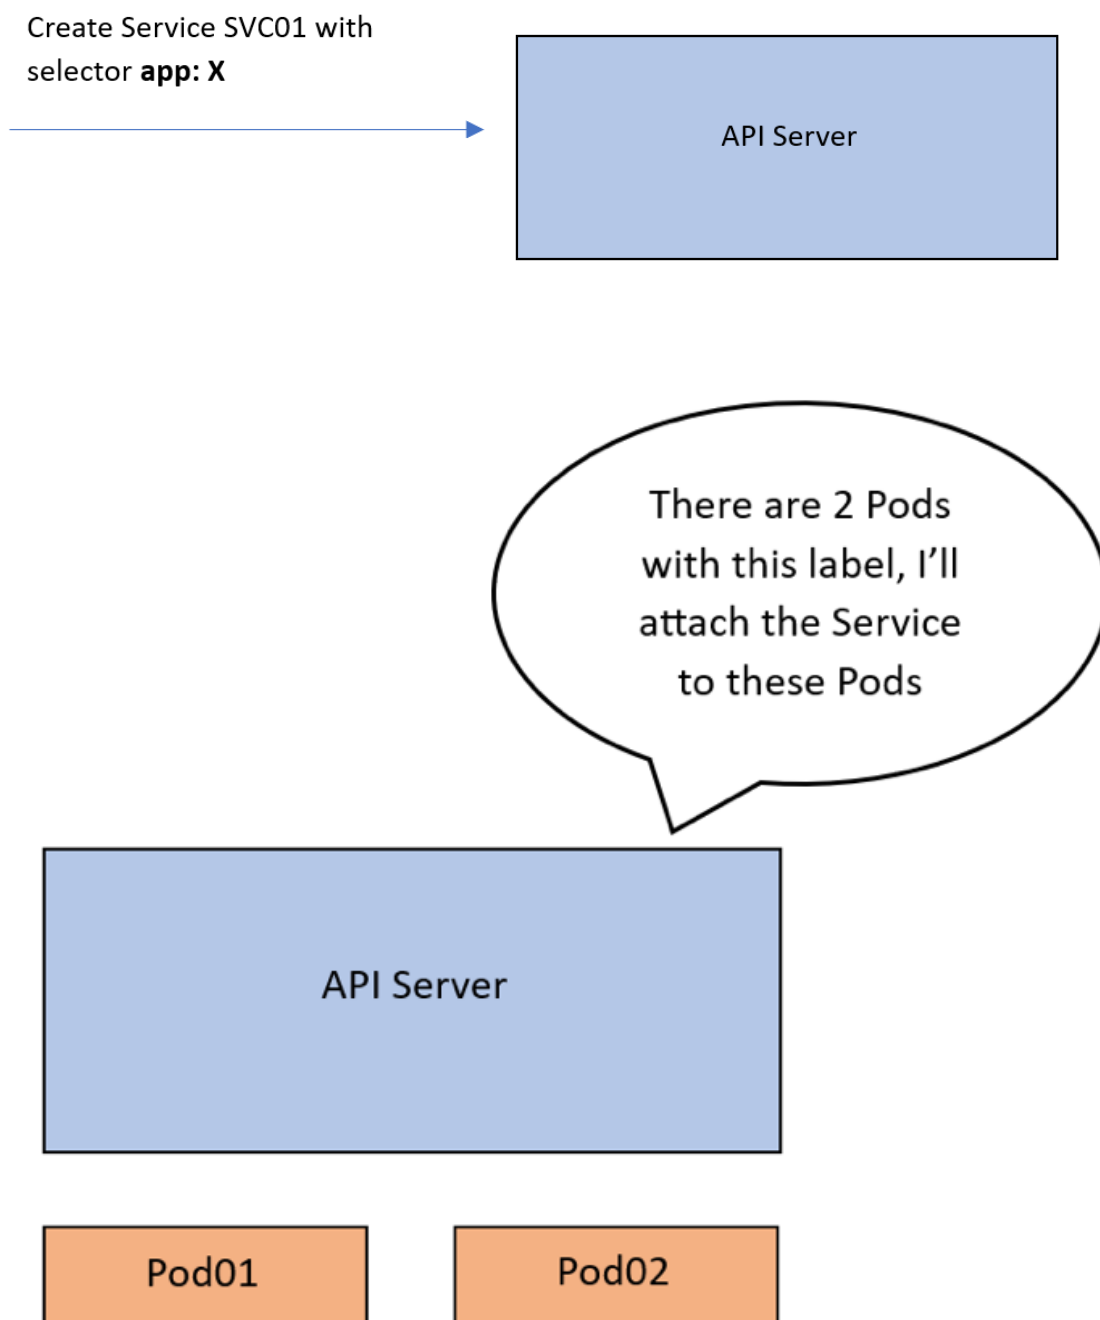 Create Service SVC01 with
selector app: X
API Server
There are 2 Pods
with this label, I’ll
attach the Service
to these Pods
API Server
Pod01
Pod02